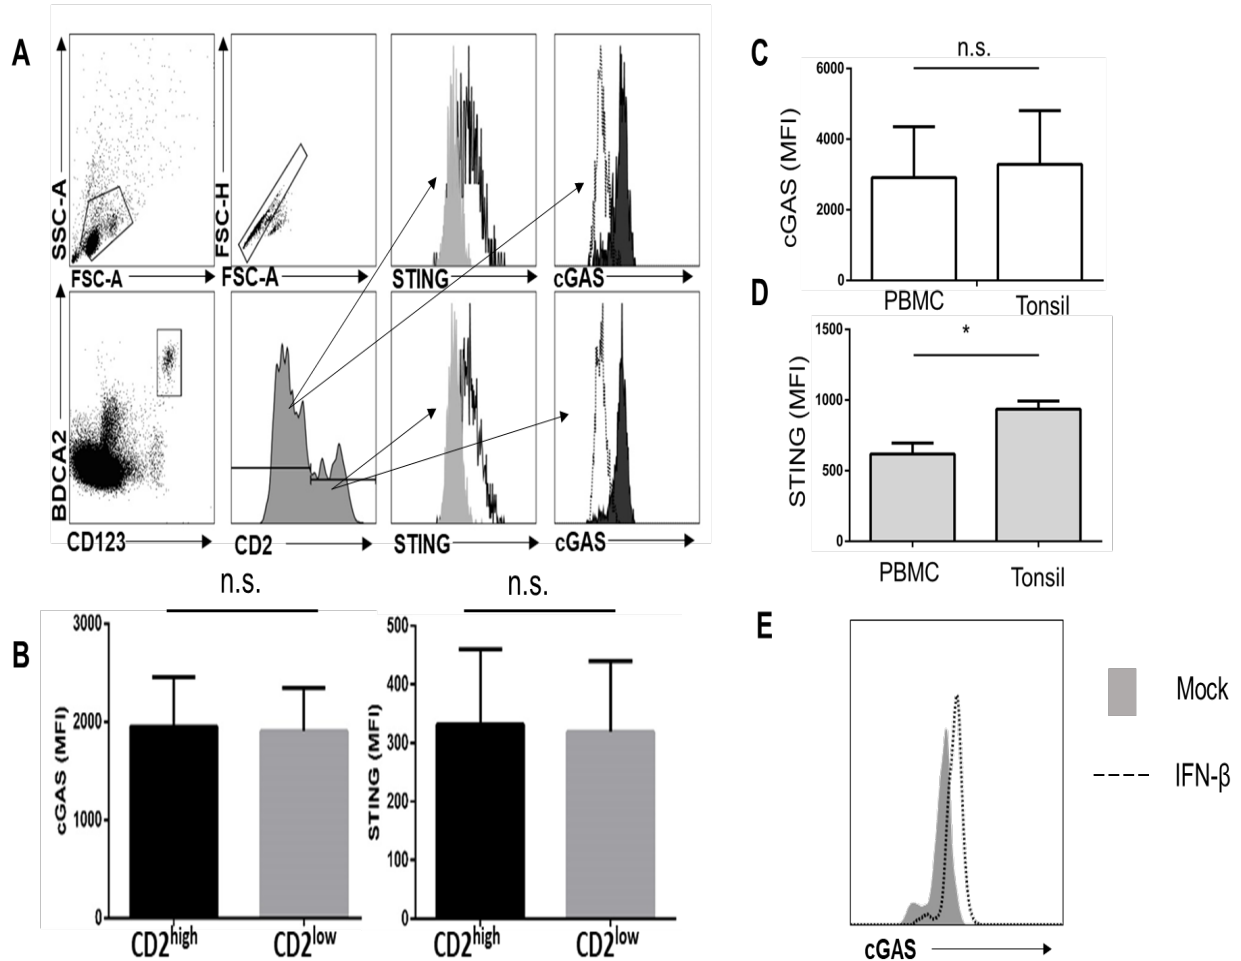 A
SSC-A
FSC-A
FSC-H
FSC-A
STING
cGAS
BDCA2
CD123
CD2
STING
cGAS
B
n.s.
cGAS (MFI)
3000
2000
1000
0
CD2high
CD2low
n.s.
STING (MFI)
500
400
300
200
100
0
CD2high
CD2low
C
n.s.
cGAS (MFI)
6000
4000
2000
0
PBMC
Tonsil
D
*
STING (MFI)
1500
1000
500
0
PBMC
Tonsil
E
cGAS
Mock
IFN-β